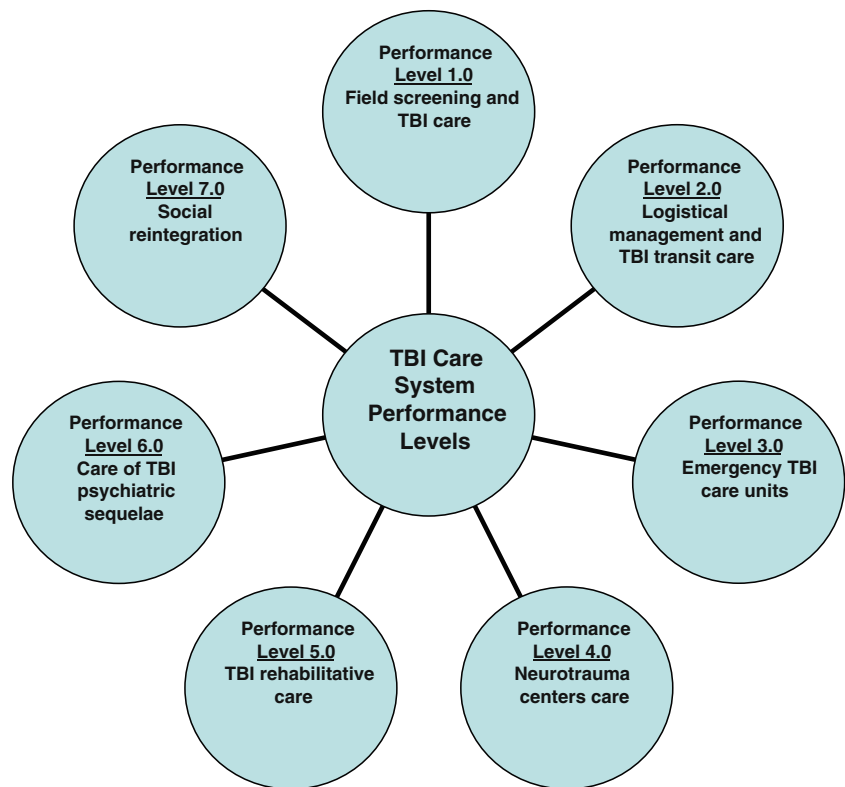 Performance
Level 1.0
Field screening and
TBI care
Performance
Level 2.0
Logistical
management and
TBI transit care
Performance
Level 3.0
Emergency TBI
care units
Performance
Level 4.0
Neurotrauma
centers care
Performance
Level 5.0
TBI rehabilitative
care
Performance
Level 6.0
Care of TBI
psychiatric
sequelae
Performance
Level 7.0
Social
reintegration
TBI Care
System
Performance
Levels